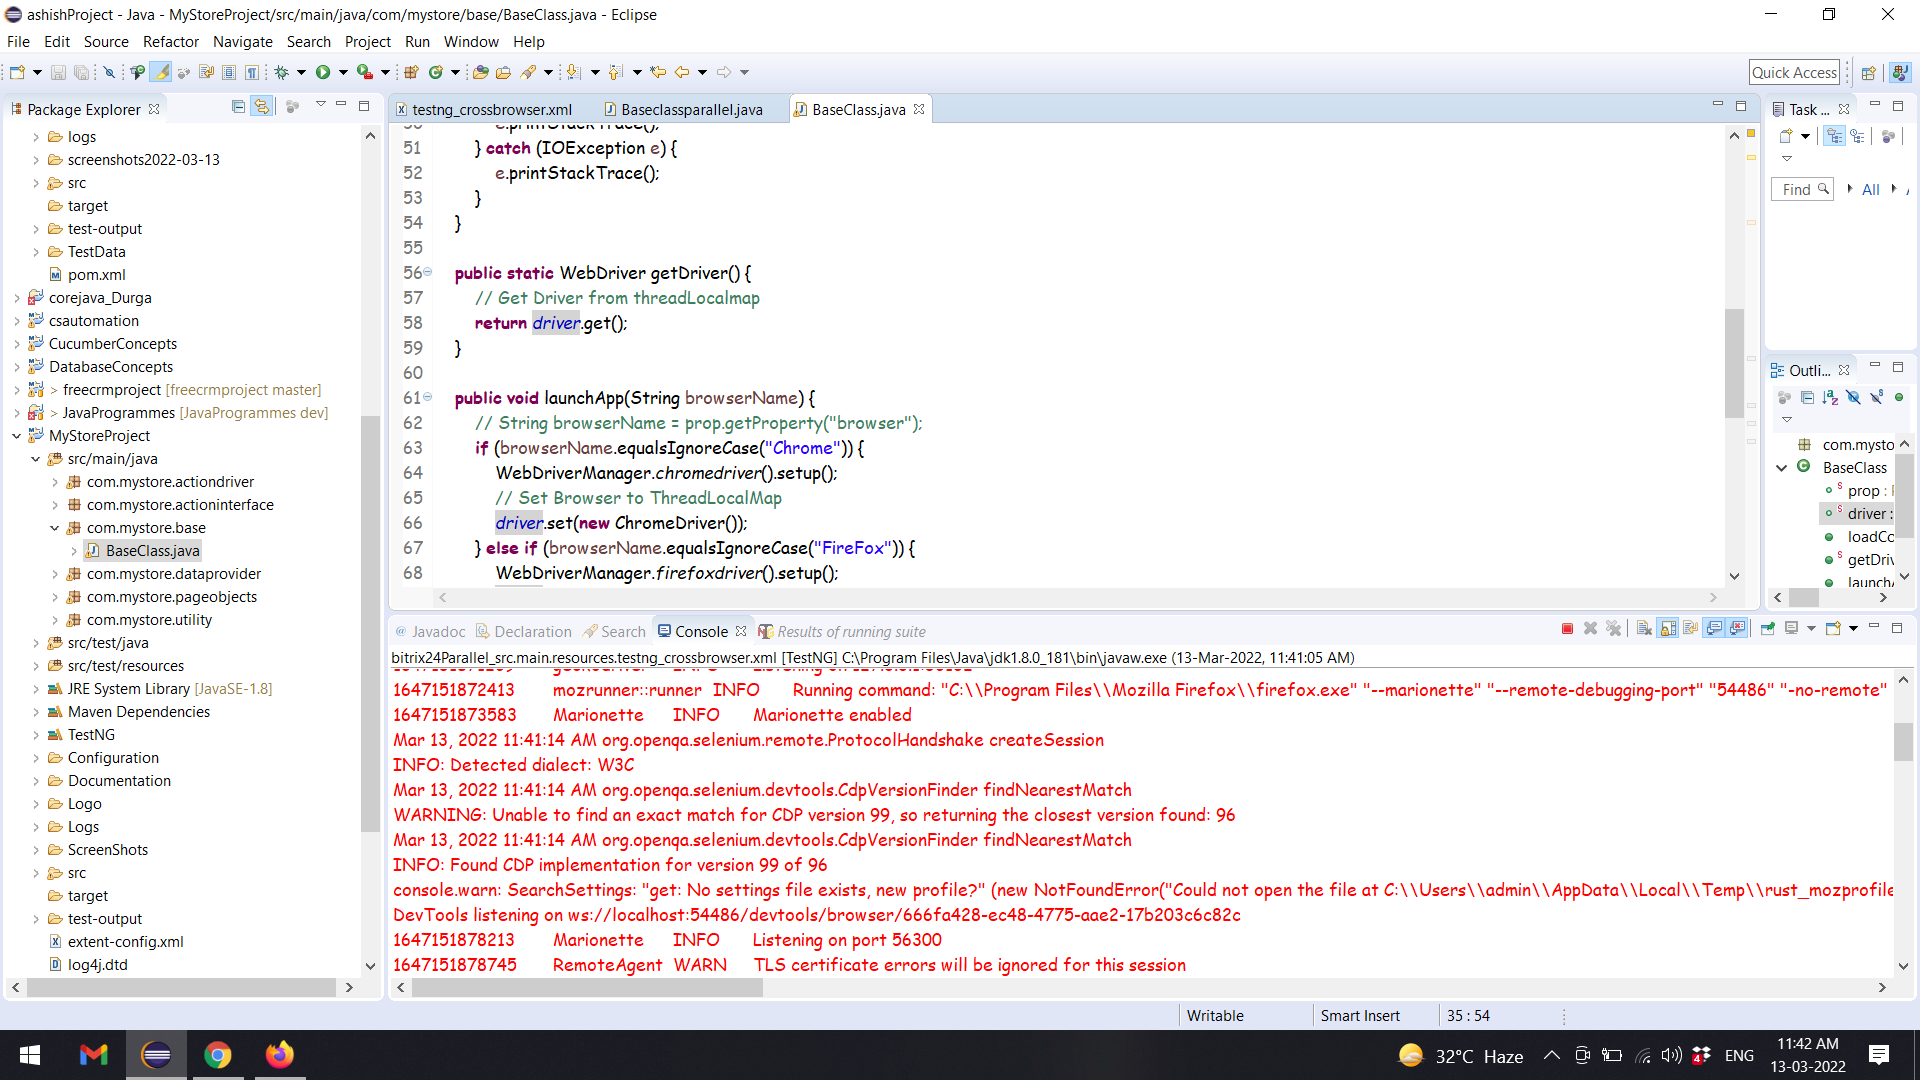 ashishProject - Java - MyStoreProject/src/main/java/com/mystore/base/BaseClass.java - Eclipse
File Edit Source Refactor Navigate Search Project Run Window Help
Quick Access
Package Explorer
logs
screenshots2022-03-13
src
target
test-output
TestData
pom.xml
corejava_Durga
csautomation
CucumberConcepts
DatabaseConcepts
> freecrmproject [freecrmproject master]
> JavaProgrammes [JavaProgrammes dev]
MyStoreProject
src/main/java
com.mystore.actiondriver
com.mystore.actioninterface
com.mystore.base
BaseClass.java
com.mystore.dataprovider
com.mystore.pageobjects
com.mystore.utility
src/test/java
src/test/resources
JRE System Library [JavaSE-1.8]
Maven Dependencies
TestNG
Configuration
Documentation
Logo
Logs
ScreenShots
src
target
test-output
extent-config.xml
log4j.dtd
testng_crossbrowser.xml Baseclassparallel.java BaseClass.java
50 e.printStackTrace();
51 } catch (IOException e) {
52 e.printStackTrace();
53 }
54 }
55
56 public static WebDriver getDriver() {
57 // Get Driver from threadLocalmap
58 return driver.get();
59 }
60
61 public void launchApp(String browserName) {
62 // String browserName = prop.getProperty("browser");
63 if (browserName.equalsIgnoreCase("Chrome")) {
64 WebDriverManager.chromedriver().setup();
65 // Set Browser to ThreadLocalMap
66 driver.set(new ChromeDriver());
67 } else if (browserName.equalsIgnoreCase("FireFox")) {
68 WebDriverManager.firefoxdriver().setup();
Task ...
Find All
Outli...
com.mysto
BaseClass
prop :
driver :
loadCo
getDriv
launchA
@ Javadoc Declaration Search Console Results of running suite
bitrix24Parallel_src.main.resources.testng_crossbrowser.xml [TestNG] C:\Program Files\Java\jdk1.8.0_181\bin\javaw.exe (13-Mar-2022, 11:41:05 AM)
1647151872413 mozrunner::runner INFO Running command: "C:\\Program Files\\Mozilla Firefox\\firefox.exe" "--marionette" "--remote-debugging-port" "54486" "-no-remote"
1647151873583 Marionette INFO Marionette enabled
Mar 13, 2022 11:41:14 AM org.openqa.selenium.remote.ProtocolHandshake createSession
INFO: Detected dialect: W3C
Mar 13, 2022 11:41:14 AM org.openqa.selenium.devtools.CdpVersionFinder findNearestMatch
WARNING: Unable to find an exact match for CDP version 99, so returning the closest version found: 96
Mar 13, 2022 11:41:14 AM org.openqa.selenium.devtools.CdpVersionFinder findNearestMatch
INFO: Found CDP implementation for version 99 of 96
console.warn: SearchSettings: "get: No settings file exists, new profile?" (new NotFoundError("Could not open the file at C:\\Users\\admin\\AppData\\Local\\Temp\\rust_mozprofile
DevTools listening on ws://localhost:54486/devtools/browser/666fa428-ec48-4775-aae2-17b203c6c82c
1647151878213 Marionette INFO Listening on port 56300
1647151878745 RemoteAgent WARN TLS certificate errors will be ignored for this session
Writable Smart Insert 35 : 54
32°C Haze ENG 11:42 AM
13-03-2022
4